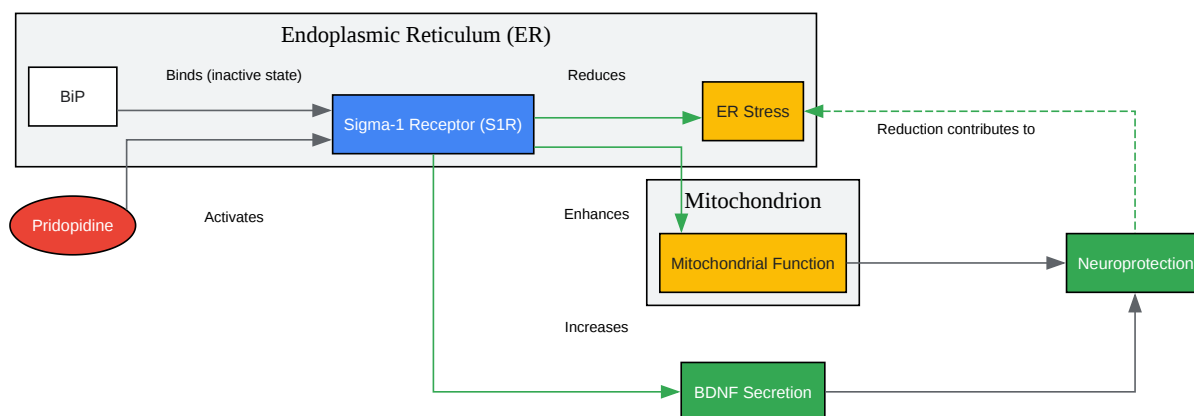 Endoplasmic Reticulum (ER)
Binds (inactive state)
Reduces
BiP
Sigma-1 Receptor (S1R)
ER Stress
Reduction contributes to
Pridopidine
Activates
Enhances
Mitochondrion
Mitochondrial Function
Neuroprotection
Increases
BDNF Secretion